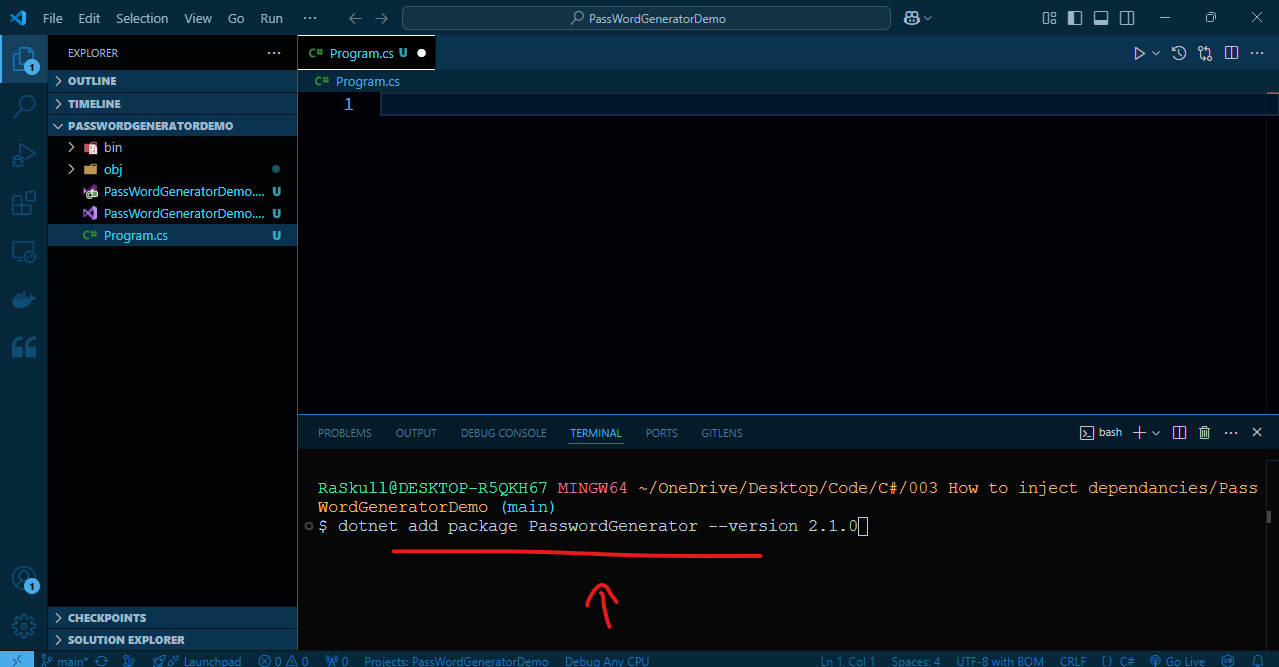 File Edit Selection View Go Run ··· PassWordGeneratorDemo
EXPLORER ···
C# Program.cs U
OUTLINE
C# Program.cs
TIMELINE
1
PASSWORDGENERATORDEMO
bin
obj
PassWordGeneratorDemo.... U
PassWordGeneratorDemo.... U
C# Program.cs U
1
PROBLEMS OUTPUT DEBUG CONSOLE TERMINAL PORTS GITLENS bash
RaSkull@DESKTOP-R5QKH67 MINGW64 ~/OneDrive/Desktop/Code/C#/003 How to inject dependancies/Pass
WordGeneratorDemo (main)
$ dotnet add package PasswordGenerator --version 2.1.0
1
CHECKPOINTS
SOLUTION EXPLORER
main* Launchpad 0 0 0 Projects: PassWordGeneratorDemo Debug Any CPU Ln 1, Col 1 Spaces: 4 UTF-8 with BOM CRLF { } C# Go Live